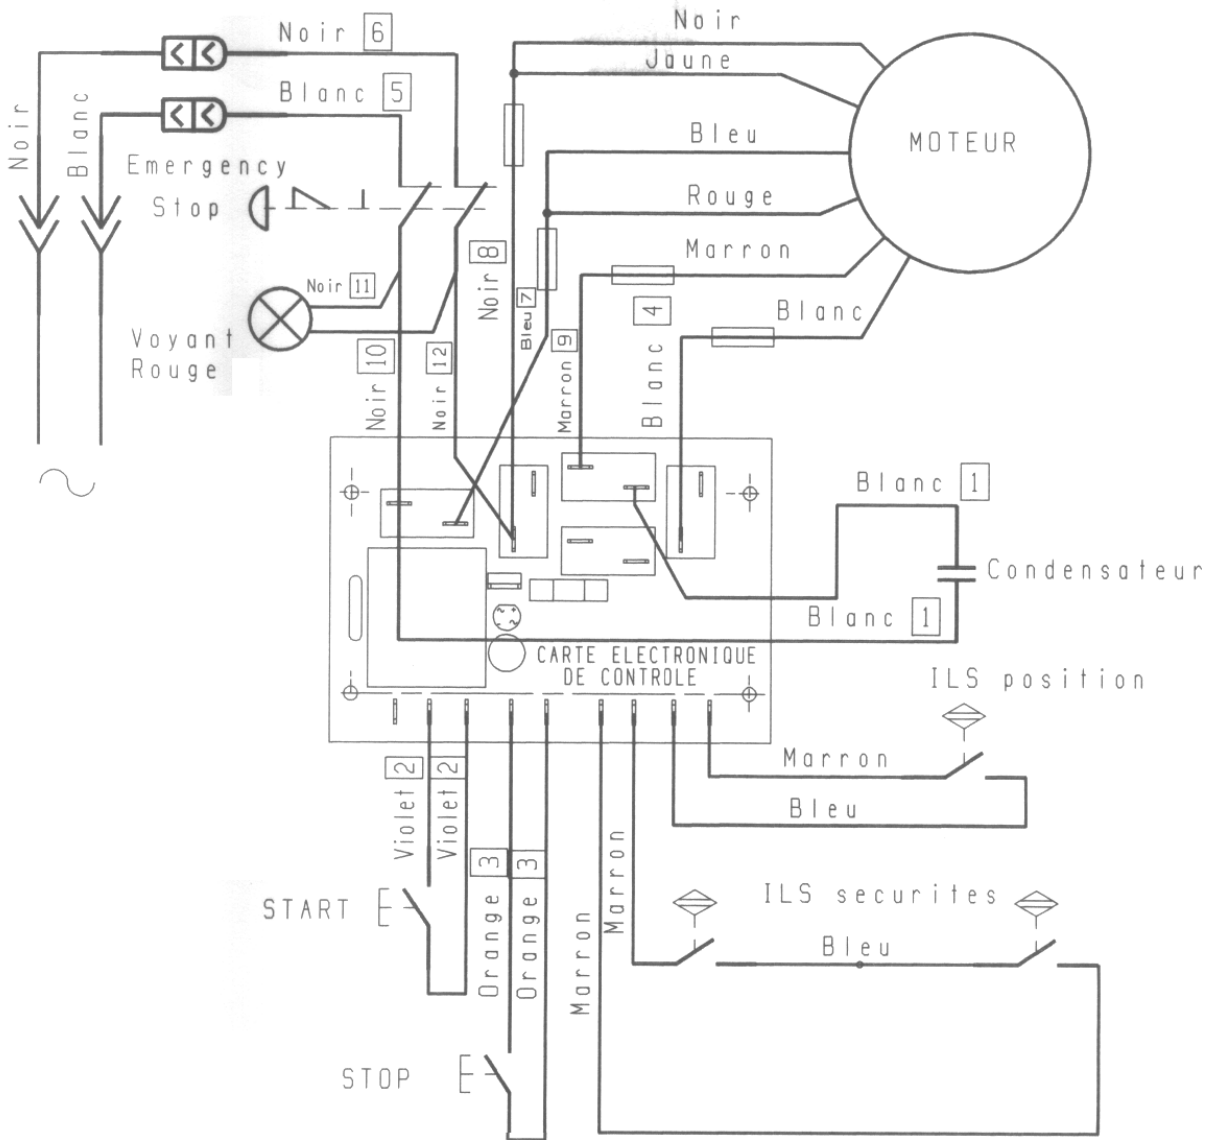 Noir 6
Blanc 5
Noir
Blanc
Emergency
Stop
Noir 11
Voyant
Rouge
Noir 10
Noir 12
Noir 8
Bleu 7
Marron 9
Blanc 4
Noir
Jaune
Bleu
Rouge
Marron
Blanc
MOTEUR
Blanc 1
Condensateur
Blanc 1
CARTE ELECTRONIQUE
DE CONTROLE
ILS position
Marron
Bleu
Violet 2
Violet 2
START
Orange 3
Orange 3
Marron
Marron
ILS securites
Bleu
STOP